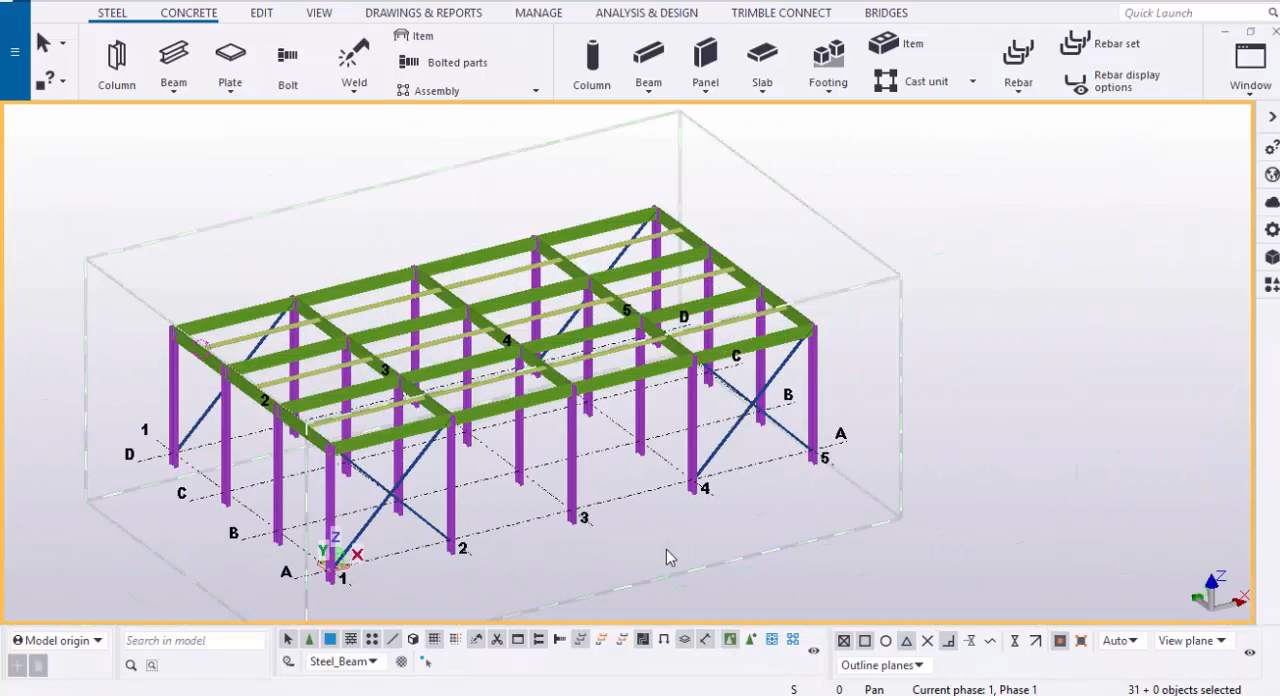 STEEL CONCRETE EDIT VIEW DRAWINGS & REPORTS MANAGE ANALYSIS & DESIGN TRIMBLE CONNECT BRIDGES Quick Launch
Column Beam Plate Bolt Weld Item Bolted parts Assembly
Column Beam Panel Slab Footing Item Cast unit Rebar Rebar set Rebar display options Window
5 D
4 C
3
2 B
1 A
D 5
C 4
B 3
2
A 1
Z
Y X
Z
X
Model origin Search in model
Steel_Beam
Auto View plane
Outline planes
S 0 Pan Current phase: 1, Phase 1 31 + 0 objects selected